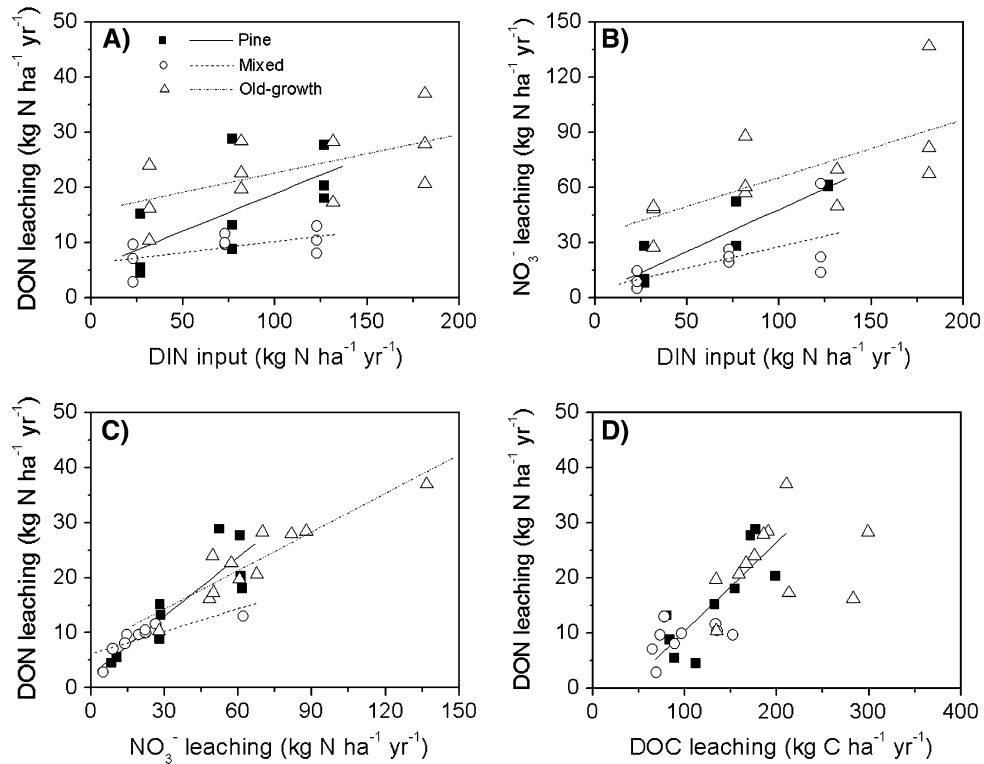 A)
Pine
Mixed
Old-growth
DON leaching (kg N ha⁻¹ yr⁻¹)
50
40
30
20
10
0
0 50 100 150 200
DIN input (kg N ha⁻¹ yr⁻¹)
B)
NO₃⁻ leaching (kg N ha⁻¹ yr⁻¹)
150
120
90
60
30
0
0 50 100 150 200
DIN input (kg N ha⁻¹ yr⁻¹)
C)
DON leaching (kg N ha⁻¹ yr⁻¹)
50
40
30
20
10
0
0 30 60 90 120 150
NO₃⁻ leaching (kg N ha⁻¹ yr⁻¹)
D)
DON leaching (kg N ha⁻¹ yr⁻¹)
50
40
30
20
10
0
0 100 200 300 400
DOC leaching (kg C ha⁻¹ yr⁻¹)